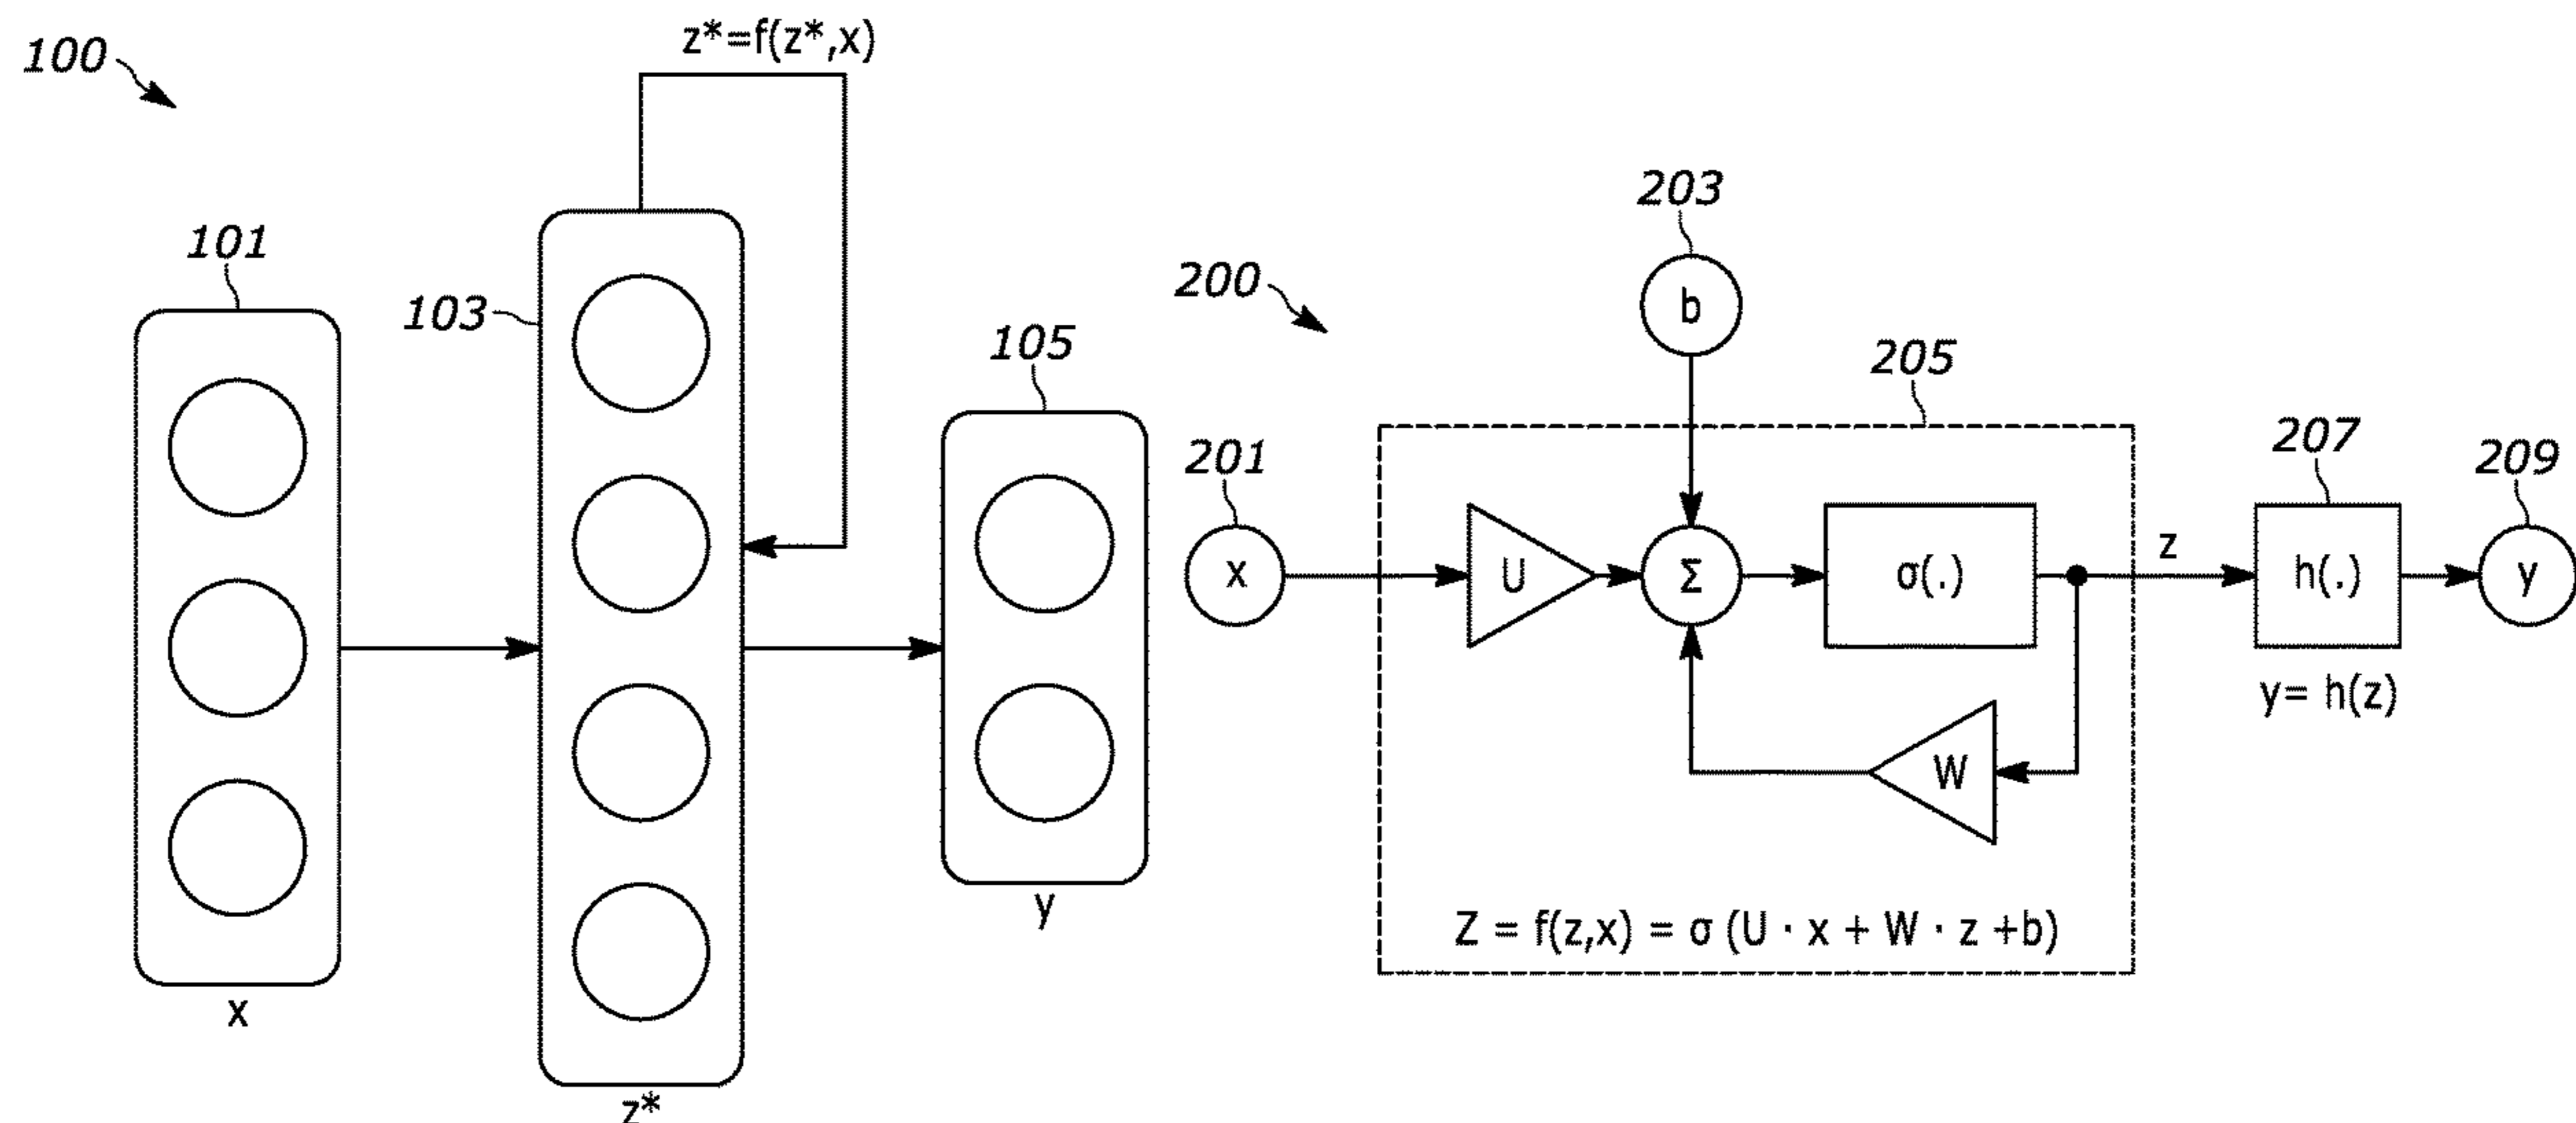 100
z*=f(z*,x)
101
103
105
x
z*
y
200
203
b
205
201
x
U
Σ
σ(.)
z
207
h(.)
y= h(z)
209
y
W
Z = f(z,x) = σ (U · x + W · z +b)